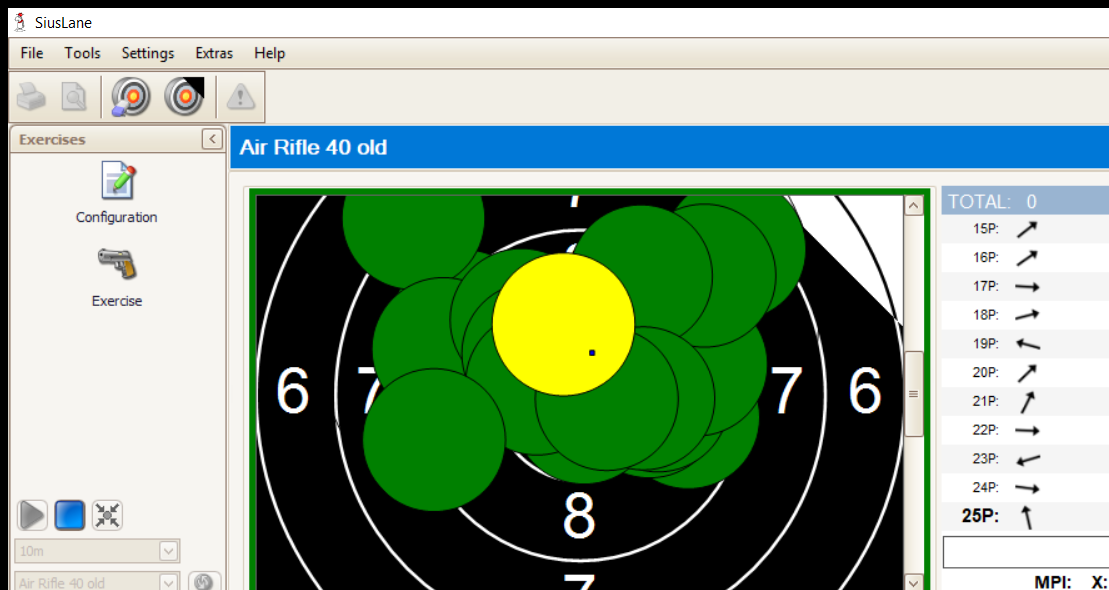 SiusLane
File Tools Settings Extras Help
Exercises
Air Rifle 40 old
Configuration
Exercise
10m
Air Rifle 40 old
6 7 7 6
8
7
TOTAL: 0
15P:
16P:
17P:
18P:
19P:
20P:
21P:
22P:
23P:
24P:
25P:
MPI: X: